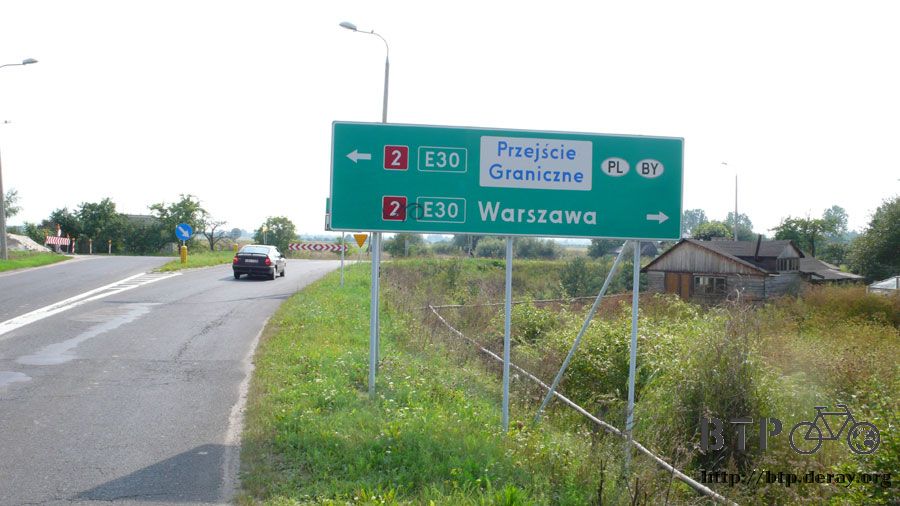 2 E30 Przejście Graniczne PL BY
2 E30 Warszawa
BTP
http://btp.deray.org